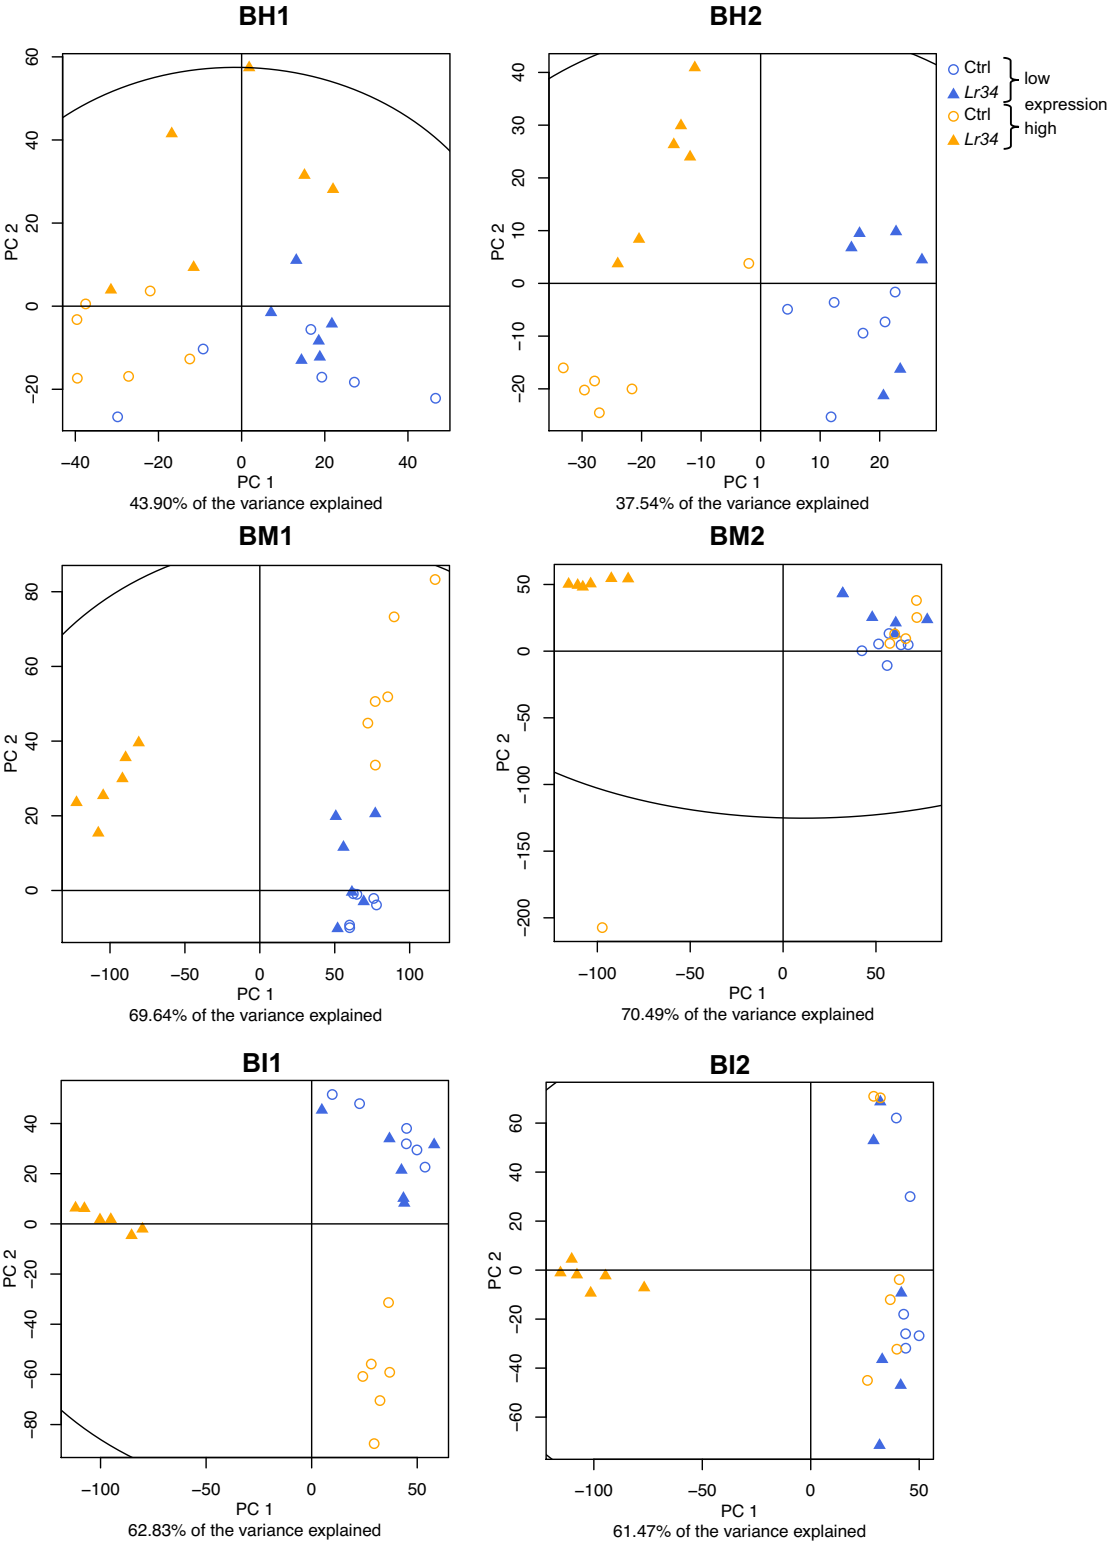 BH1
60
40
20
0
−20
PC 2
−40 −20 0 20 40
PC 1
43.90% of the variance explained
BH2
40
30
20
10
0
−10
−20
PC 2
−30 −20 −10 0 10 20
PC 1
37.54% of the variance explained
Ctrl
Lr34
low
expression
Ctrl
Lr34
high
BM1
80
60
40
20
0
PC 2
−100 −50 0 50 100
PC 1
69.64% of the variance explained
BM2
50
0
−50
−100
−150
−200
PC 2
−100 −50 0 50
PC 1
70.49% of the variance explained
BI1
40
20
0
−20
−40
−60
−80
PC 2
−100 −50 0 50
PC 1
62.83% of the variance explained
BI2
60
40
20
0
−20
−40
−60
PC 2
−100 −50 0 50
PC 1
61.47% of the variance explained